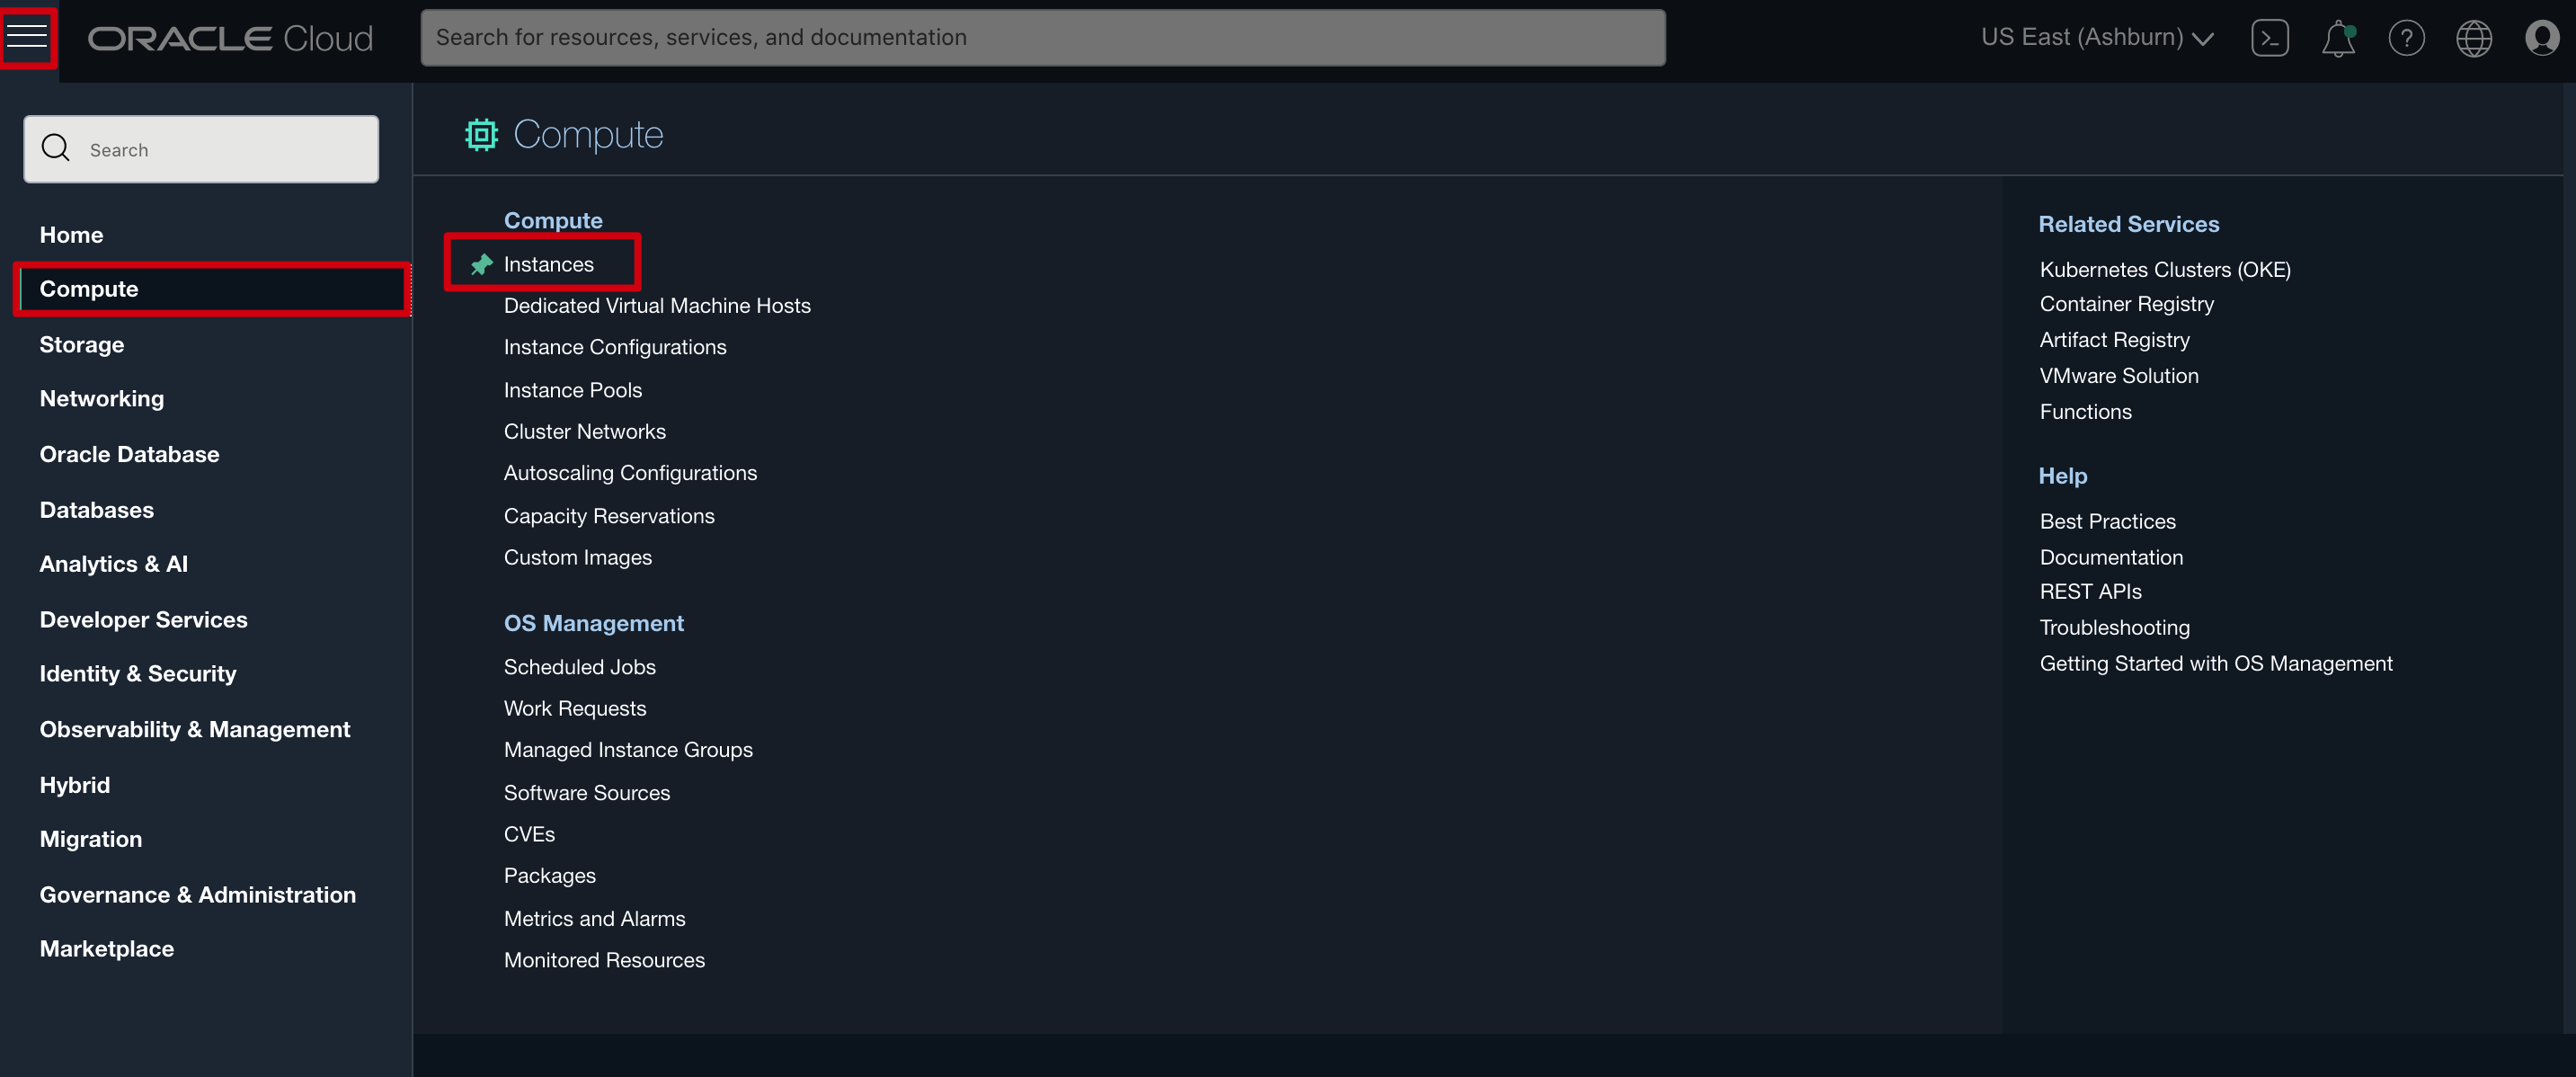 ORACLE Cloud
Search for resources, services, and documentation
US East (Ashburn)
Search
Home
Compute
Storage
Networking
Oracle Database
Databases
Analytics & AI
Developer Services
Identity & Security
Observability & Management
Hybrid
Migration
Governance & Administration
Marketplace
Compute
Compute
Instances
Dedicated Virtual Machine Hosts
Instance Configurations
Instance Pools
Cluster Networks
Autoscaling Configurations
Capacity Reservations
Custom Images
OS Management
Scheduled Jobs
Work Requests
Managed Instance Groups
Software Sources
CVEs
Packages
Metrics and Alarms
Monitored Resources
Related Services
Kubernetes Clusters (OKE)
Container Registry
Artifact Registry
VMware Solution
Functions
Help
Best Practices
Documentation
REST APIs
Troubleshooting
Getting Started with OS Management